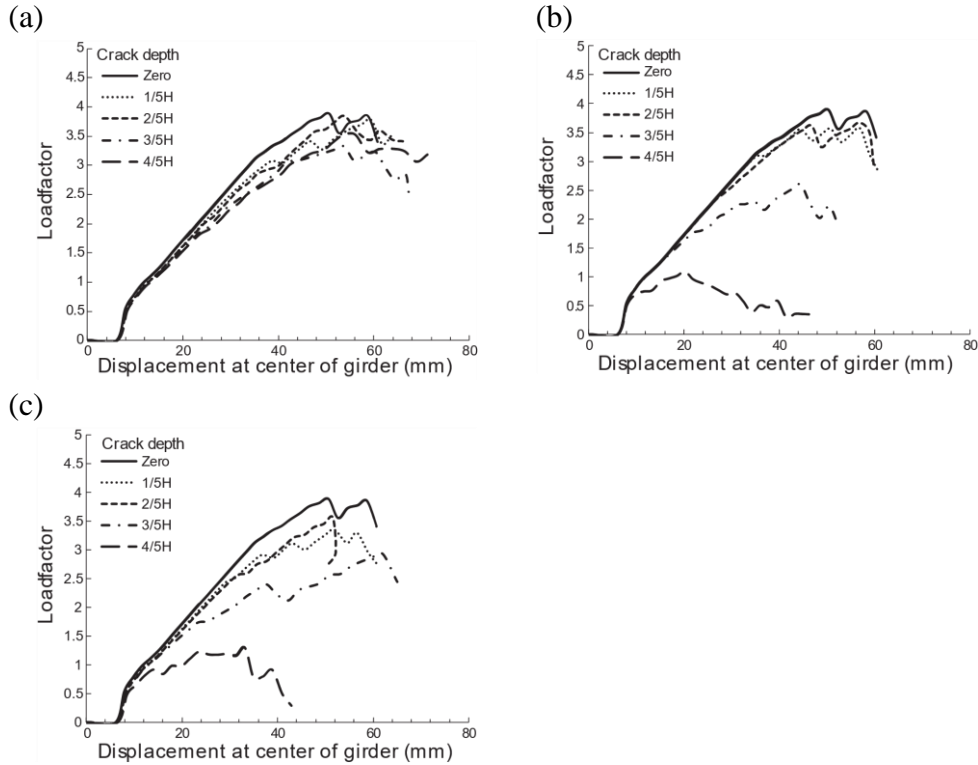 (a)
Crack depth
Zero
1/5H
2/5H
3/5H
4/5H
5
4.5
4
3.5
3
2.5
2
1.5
1
0.5
0
Loadfactor
0 20 40 60 80
Displacement at center of girder (mm)
(b)
Crack depth
Zero
1/5H
2/5H
3/5H
4/5H
5
4.5
4
3.5
3
2.5
2
1.5
1
0.5
0
Loadfactor
0 20 40 60 80
Displacement at center of girder (mm)
(c)
Crack depth
Zero
1/5H
2/5H
3/5H
4/5H
5
4.5
4
3.5
3
2.5
2
1.5
1
0.5
0
Loadfactor
0 20 40 60 80
Displacement at center of girder (mm)